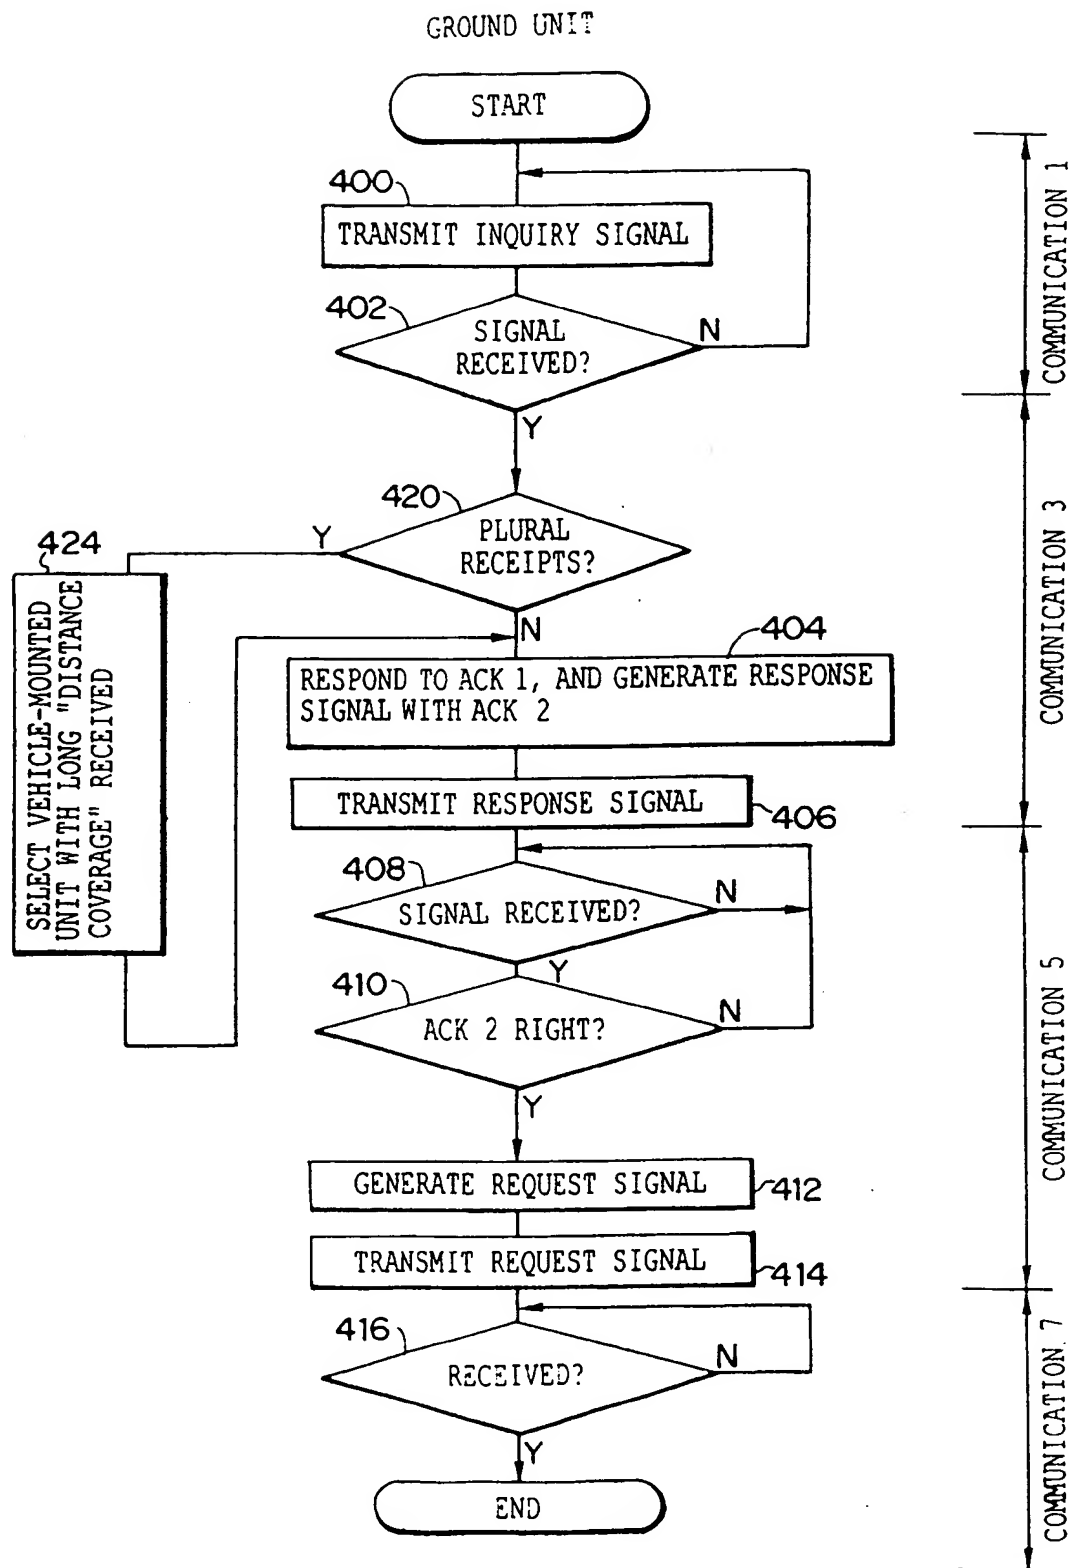 GROUND UNIT
START
400
TRANSMIT INQUIRY SIGNAL
402
SIGNAL
RECEIVED?
N
Y
COMMUNICATION 1
420
PLURAL
RECEIPTS?
Y
N
424
SELECT VEHICLE-MOUNTED
UNIT WITH LONG "DISTANCE
COVERAGE" RECEIVED
404
RESPOND TO ACK 1, AND GENERATE RESPONSE
SIGNAL WITH ACK 2
TRANSMIT RESPONSE SIGNAL
406
COMMUNICATION 3
408
SIGNAL RECEIVED?
N
Y
410
ACK 2 RIGHT?
N
Y
GENERATE REQUEST SIGNAL
412
TRANSMIT REQUEST SIGNAL
414
COMMUNICATION 5
416
RECEIVED?
N
Y
END
COMMUNICATION 7